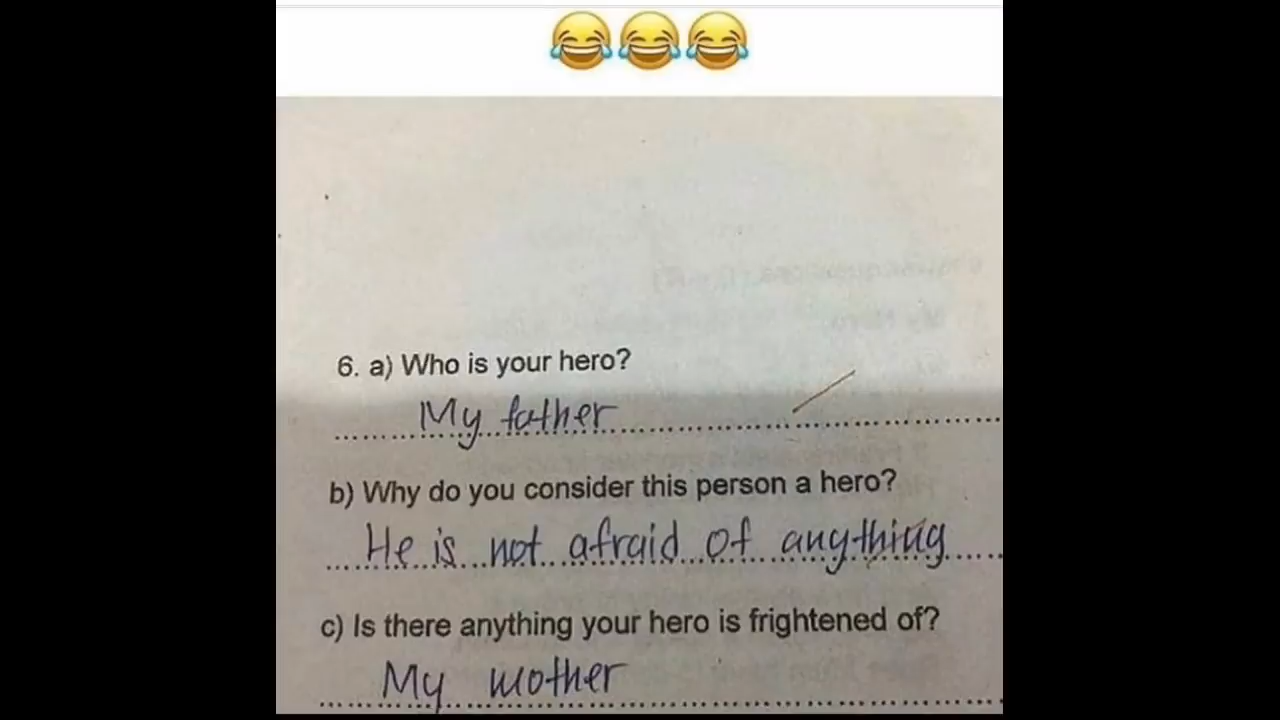 😂😂😂
6. a) Who is your hero?
My father
b) Why do you consider this person a hero?
He is not afraid of anything
c) Is there anything your hero is frightened of?
My mother